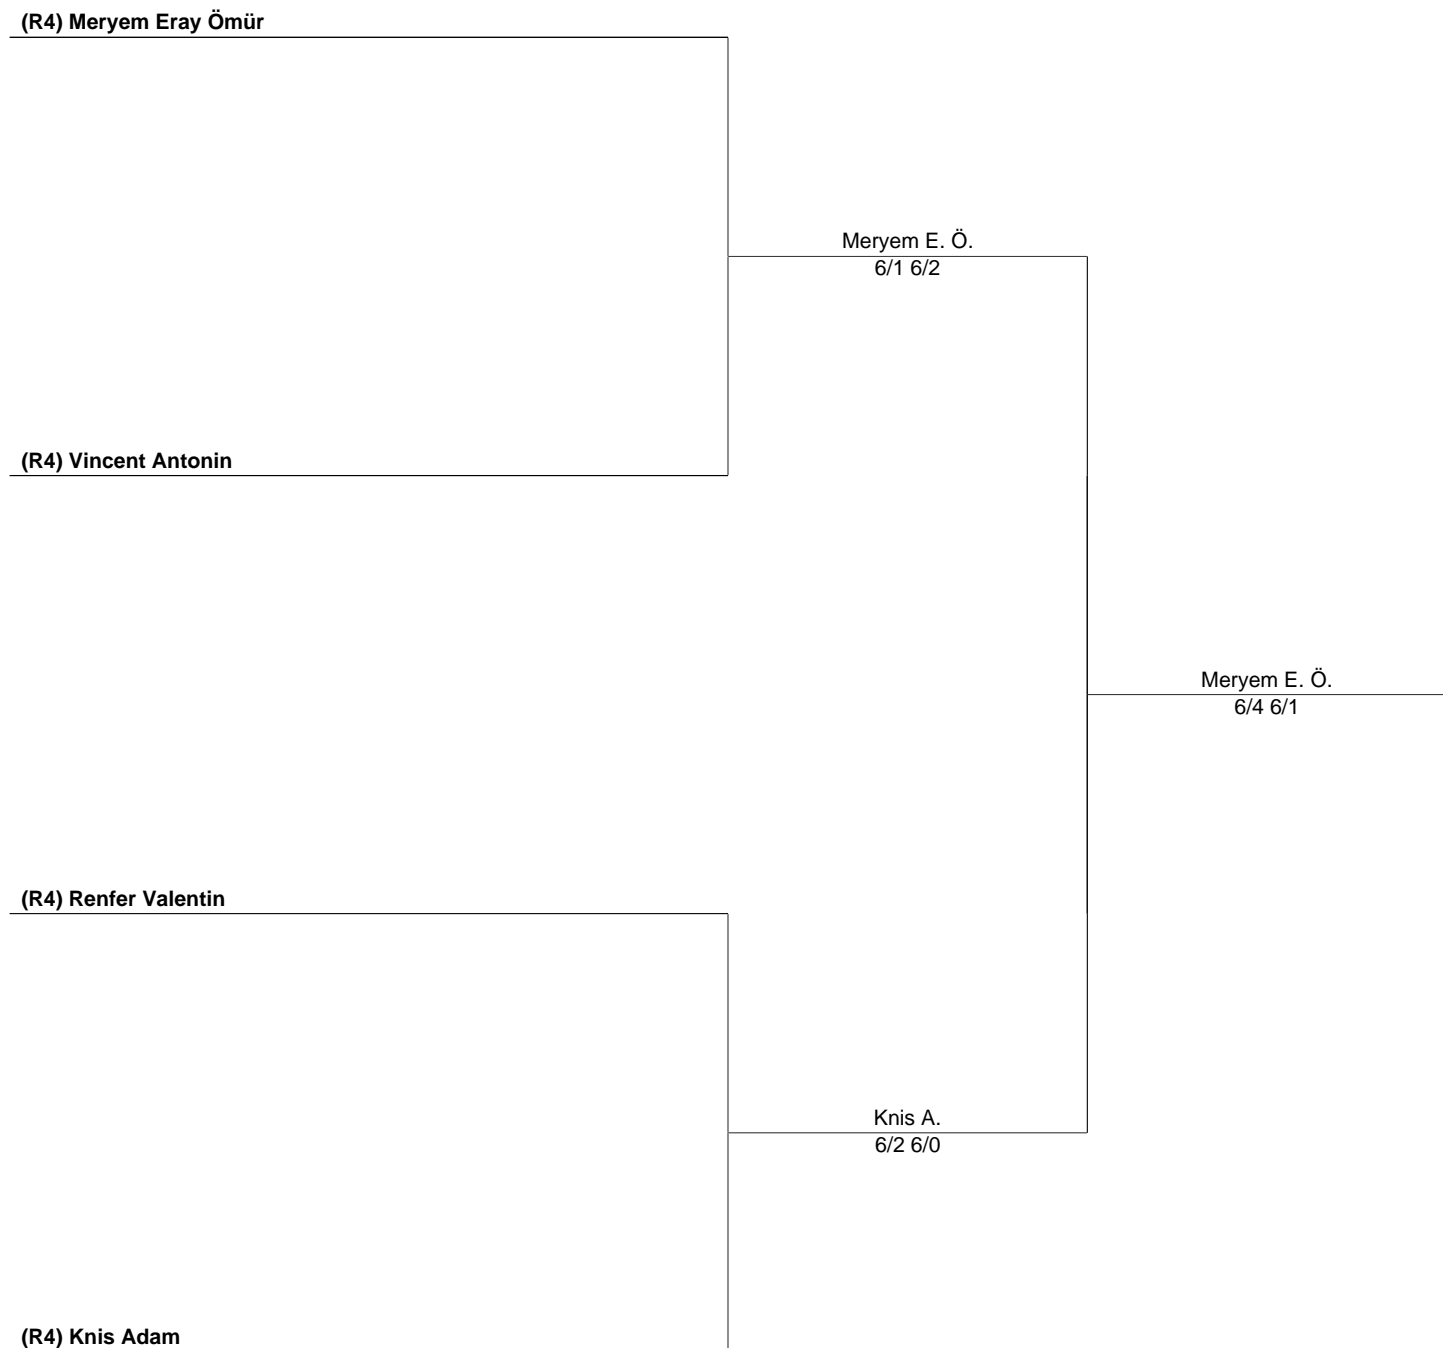 (R4) Meryem Eray Ömür
Meryem E. Ö.
6/1 6/2
(R4) Vincent Antonin
Meryem E. Ö.
6/4 6/1
(R4) Renfer Valentin
Knis A.
6/2 6/0
(R4) Knis Adam